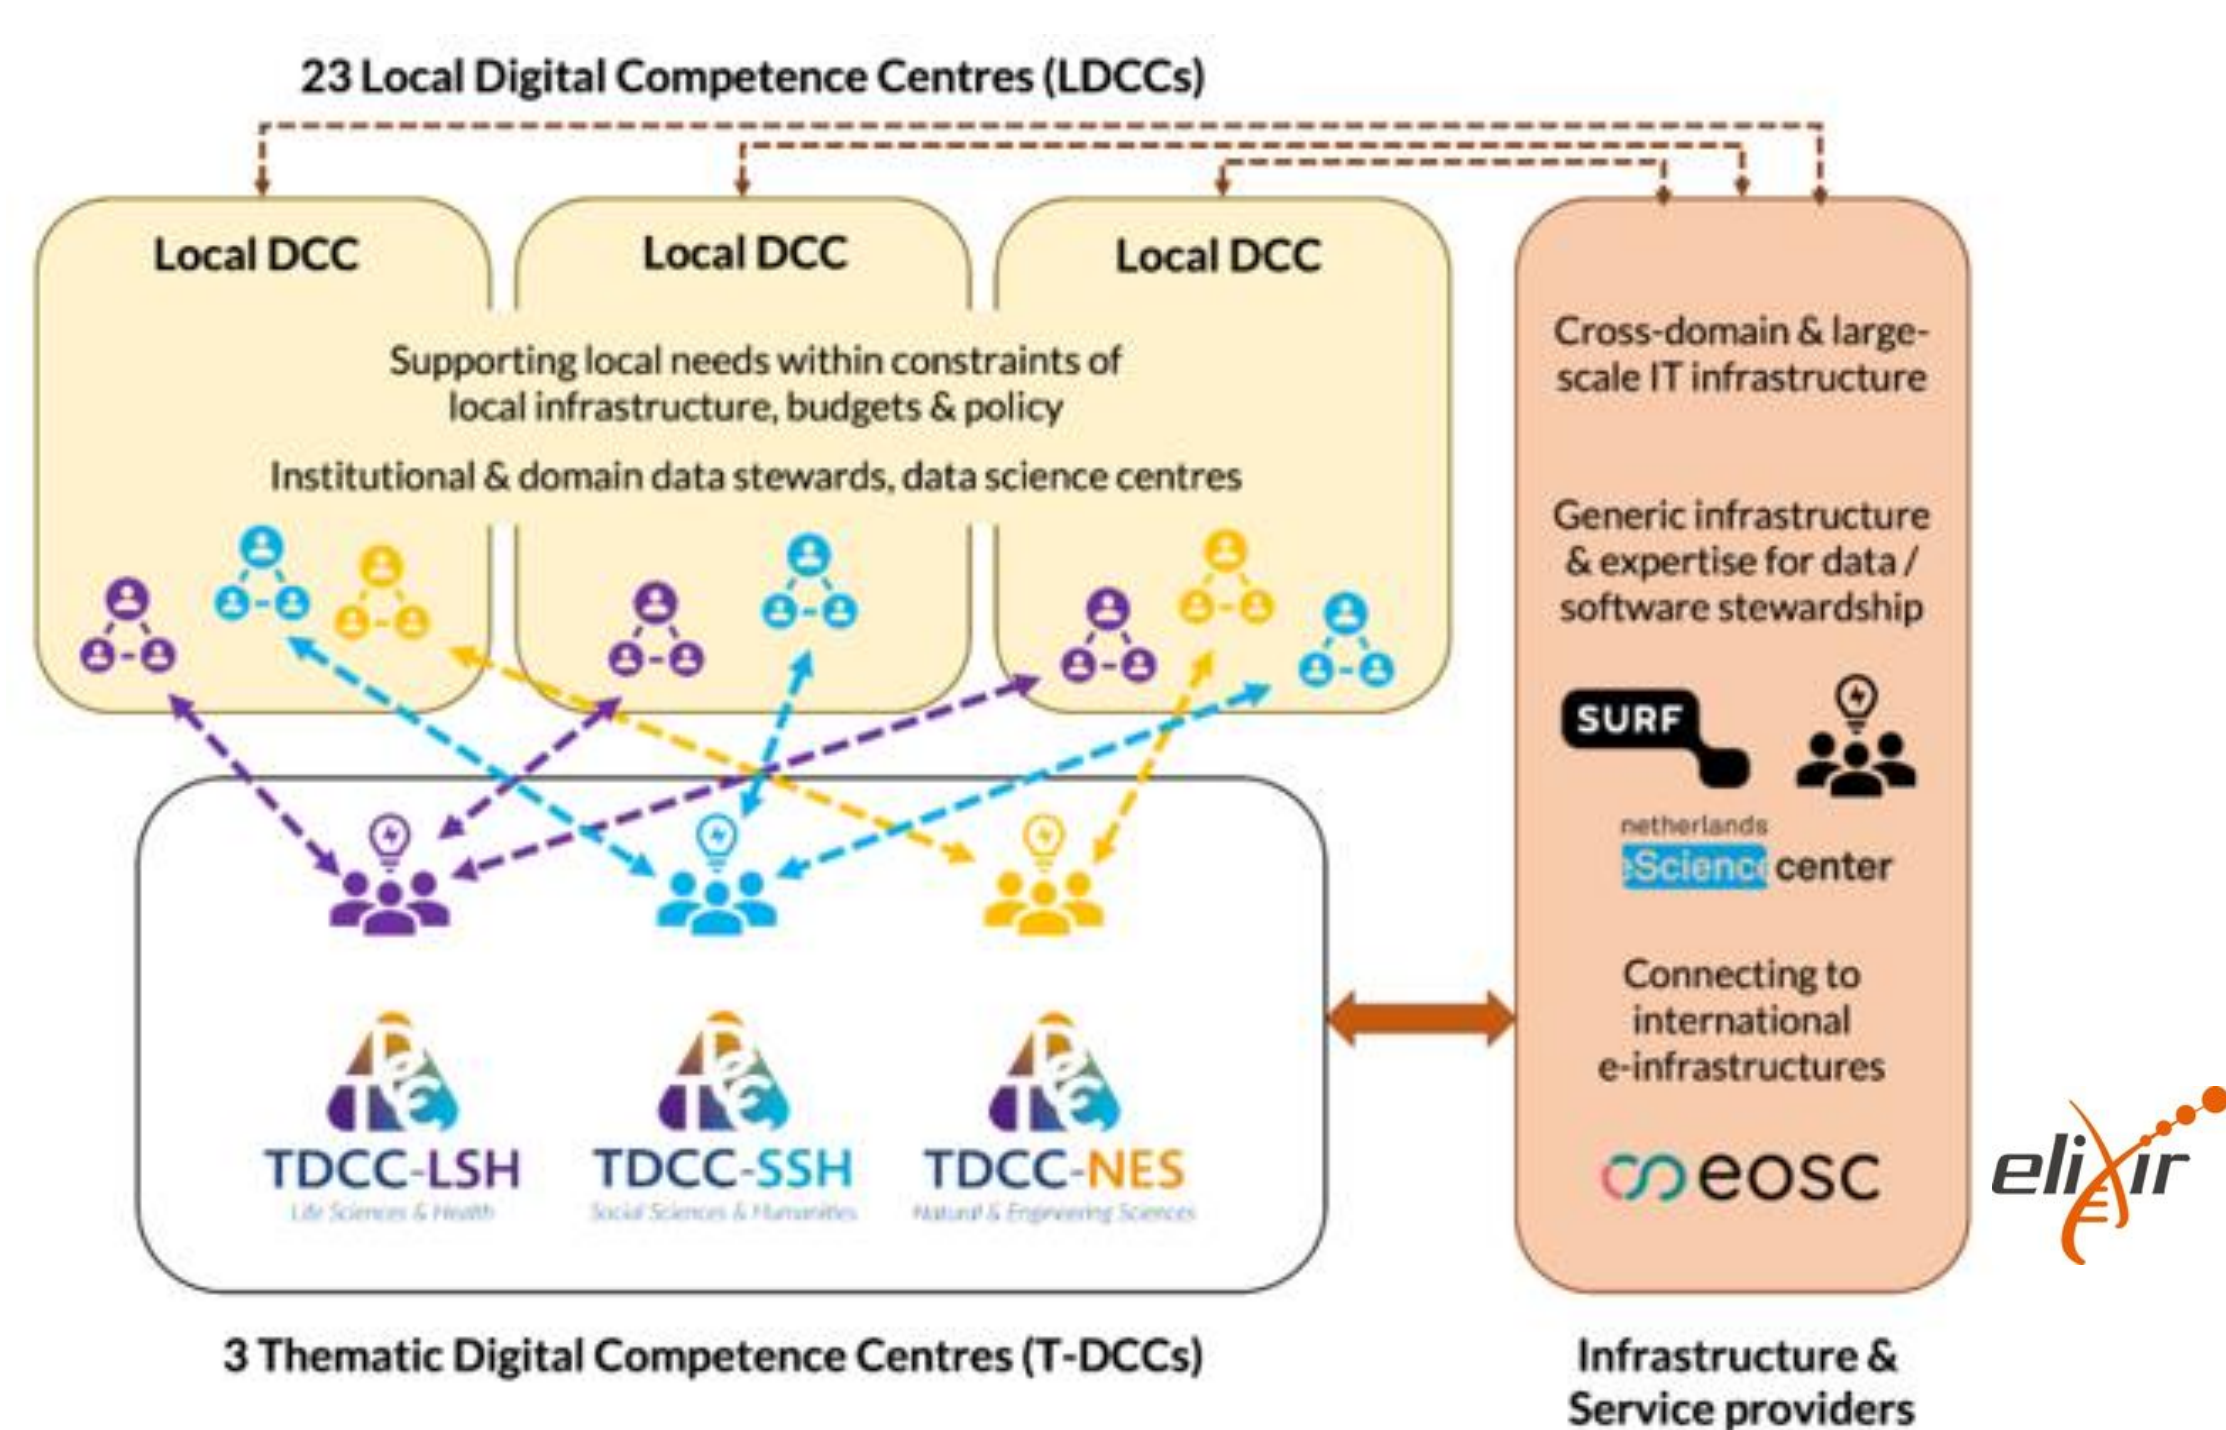 23 Local Digital Competence Centres (LDCCs)
Local DCC
Local DCC
Local DCC
Supporting local needs within constraints of
local infrastructure, budgets & policy
Institutional & domain data stewards, data science centres
Cross-domain & large-
scale IT infrastructure
Generic infrastructure
& expertise for data /
software stewardship
SURF
netherlands
eScience center
Connecting to
international
e-infrastructures
eosc
elixir
TDCC-LSH
Life Sciences & Health
TDCC-SSH
Social Sciences & Humanities
TDCC-NES
Natural & Engineering Sciences
3 Thematic Digital Competence Centres (T-DCCs)
Infrastructure &
Service providers